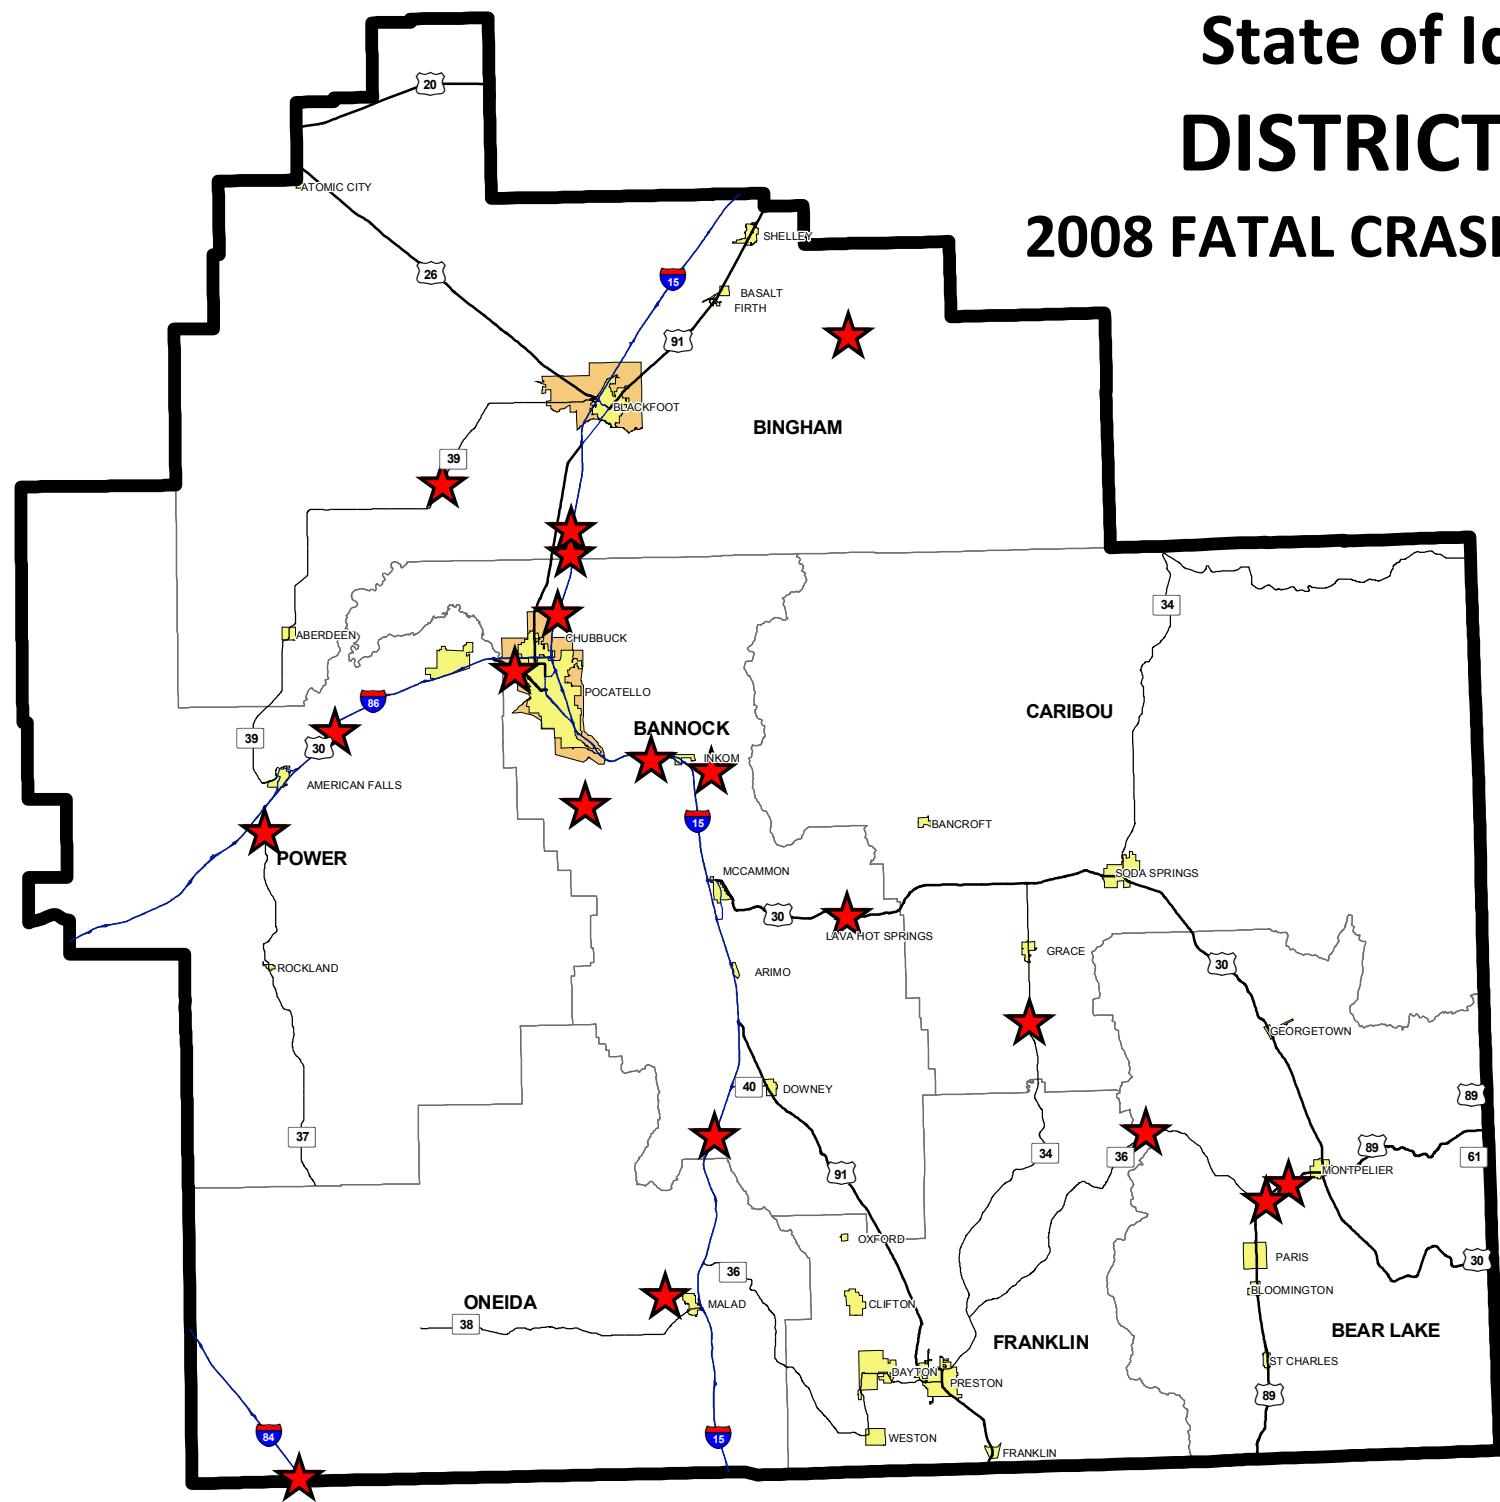 State of Id
DISTRICT
2008 FATAL CRASH
20
ATOMIC CITY
SHELLEY
26
15
BASALT
FIRTH
91
BLACKFOOT
BINGHAM
39
34
ABERDEEN
CHUBBUCK
POCATELLO
86
CARIBOU
BANNOCK
39
30
INKOM
AMERICAN FALLS
15
BANCROFT
POWER
MCCAMMON
SODA SPRINGS
30
LAVA HOT SPRINGS
GRACE
30
ROCKLAND
ARIMO
GEORGETOWN
40
DOWNEY
89
37
34
36
89
61
91
MONTPELIER
OXFORD
PARIS
30
36
BLOOMINGTON
ONEIDA
MALAD
CLIFTON
38
FRANKLIN
BEAR LAKE
ST CHARLES
DAYTON
PRESTON
89
84
15
WESTON
FRANKLIN